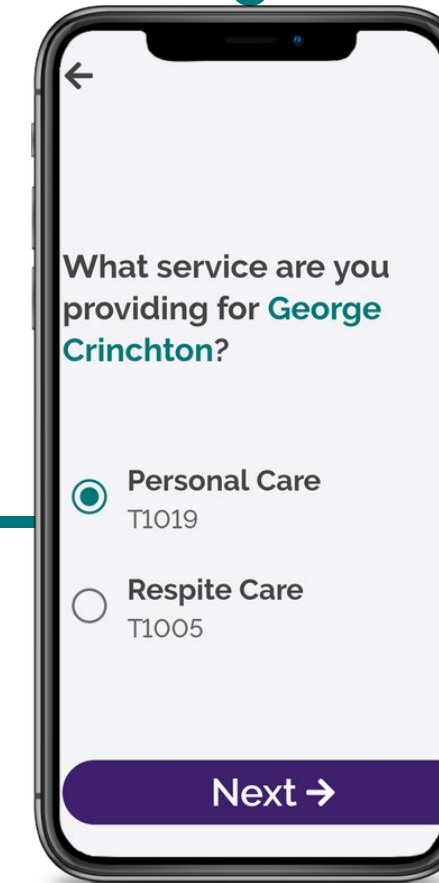 What service are you
providing for George
Crinchton?
Personal Care
T1019
Respite Care
T1005
Next →